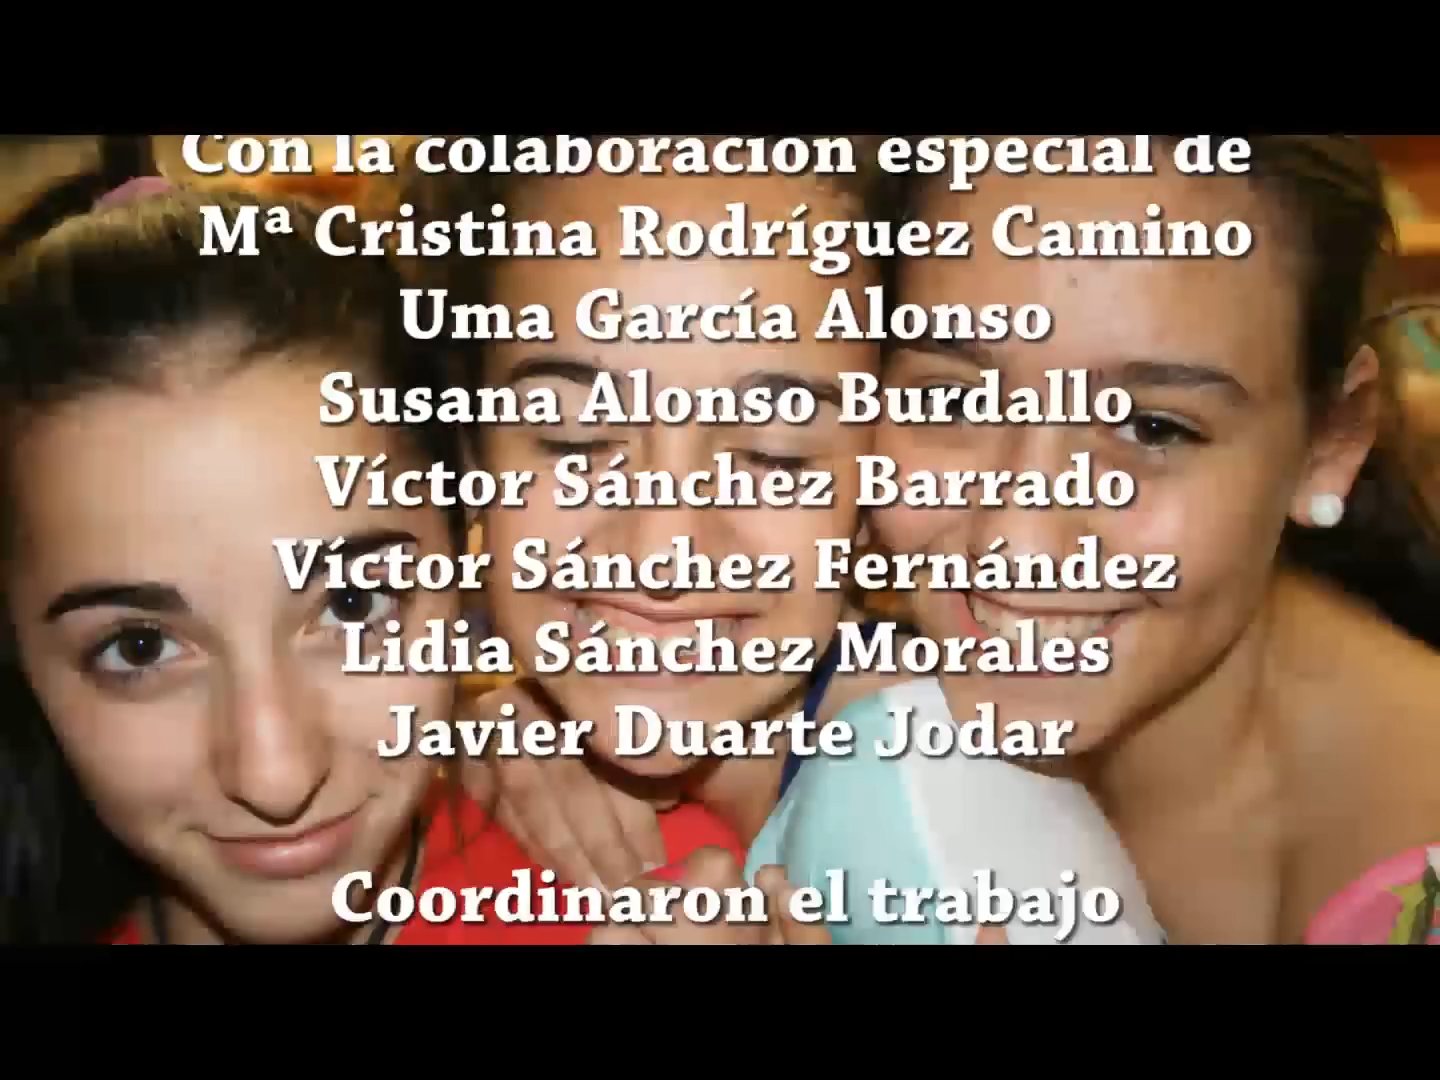 Con la colaboración especial de
Mª Cristina Rodríguez Camino
Uma García Alonso
Susana Alonso Burdallo
Víctor Sánchez Barrado
Víctor Sánchez Fernández
Lidia Sánchez Morales
Javier Duarte Jodar
Coordinaron el trabajo